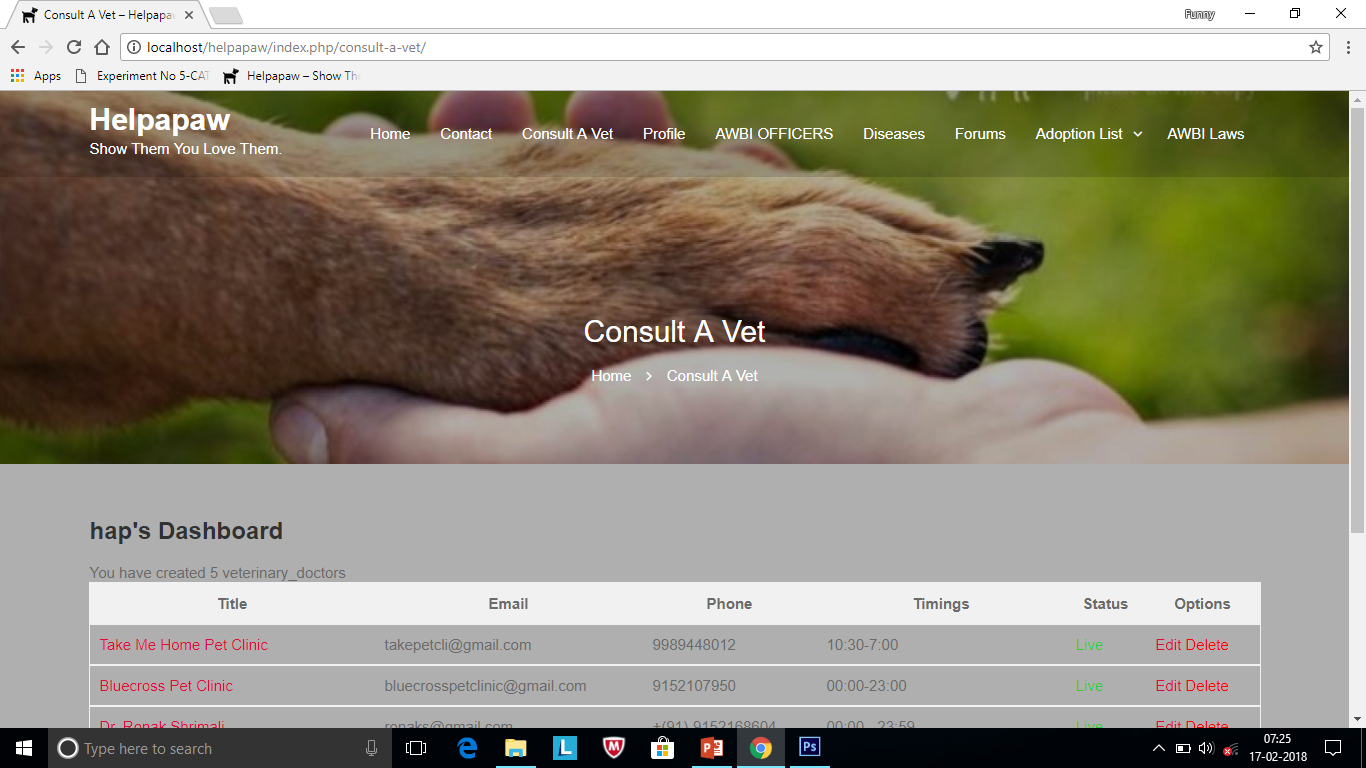 Consult A Vet – Helpapaw
Funny
localhost/helpapaw/index.php/consult-a-vet/
Apps Experiment No 5-CAT Helpapaw – Show The
Helpapaw
Show Them You Love Them.
Home Contact Consult A Vet Profile AWBI OFFICERS Diseases Forums Adoption List AWBI Laws
Consult A Vet
Home > Consult A Vet
hap's Dashboard
You have created 5 veterinary_doctors
Title Email Phone Timings Status Options
Take Me Home Pet Clinic takepetcli@gmail.com 9989448012 10:30-7:00 Live Edit Delete
Bluecross Pet Clinic bluecrosspetclinic@gmail.com 9152107950 00:00-23:00 Live Edit Delete
Dr. Ronak Shrimali ronaks@gmail.com +(91) 9152168604 00:00 - 23:59 Live Edit Delete
Type here to search
07:25
17-02-2018